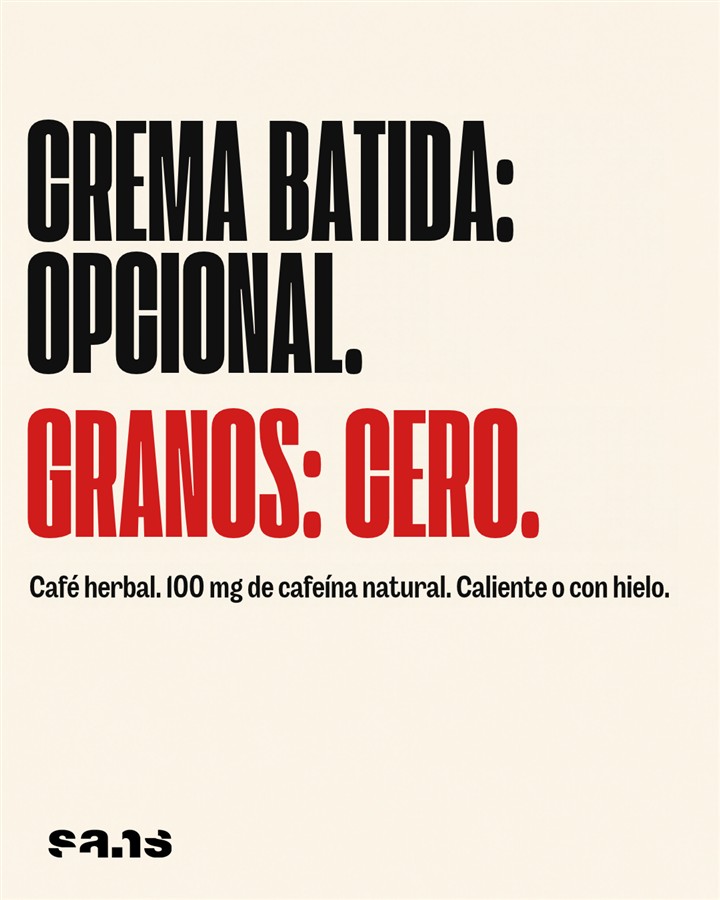 CREMA BATIDA:
OPCIONAL.
GRANOS: CERO.
Café herbal. 100 mg de cafeína natural. Caliente o con hielo.
sans